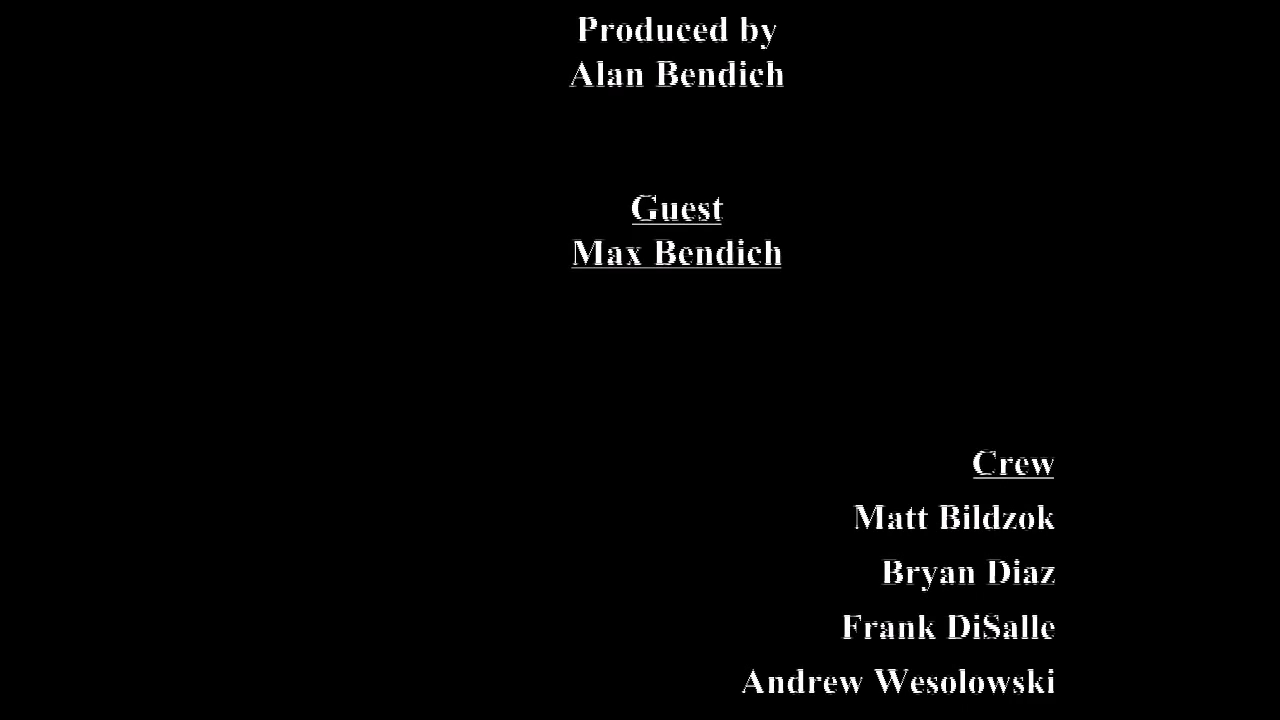 Produced by
Alan Bendich
Guest
Max Bendich
Crew
Matt Bildzok
Bryan Diaz
Frank DiSalle
Andrew Wesolowski